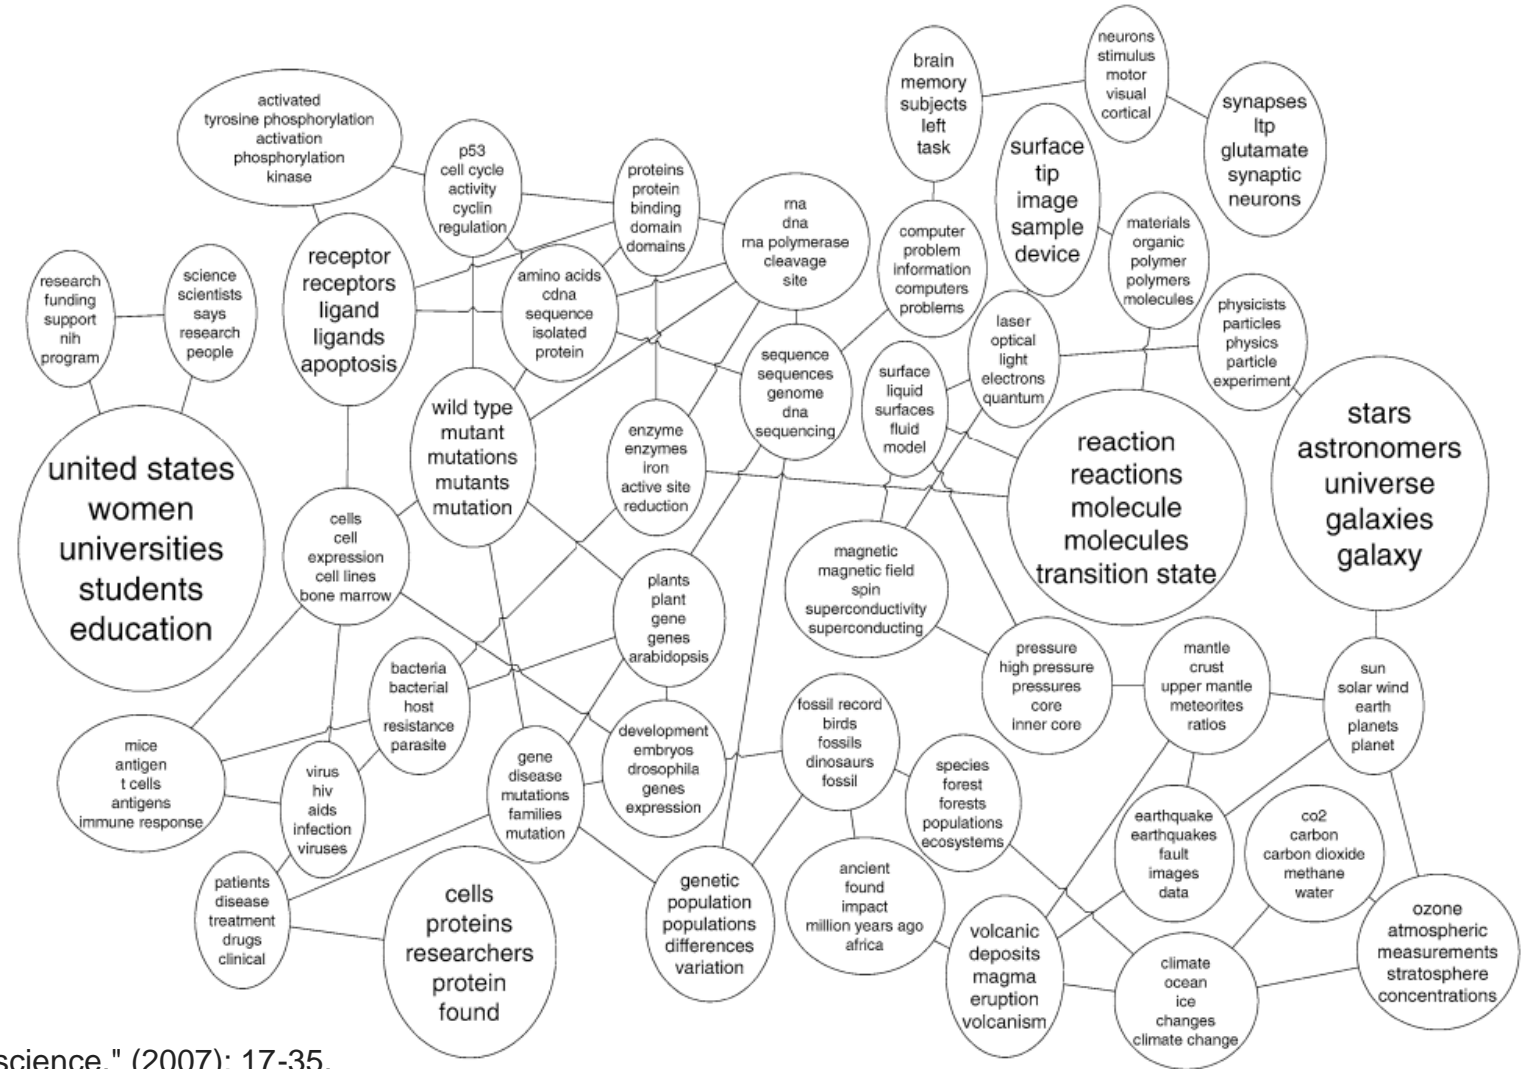 activated
tyrosine phosphorylation
activation
phosphorylation
kinase
p53
cell cycle
activity
cyclin
regulation
proteins
protein
binding
domain
domains
rna
dna
rna polymerase
cleavage
site
brain
memory
subjects
left
task
neurons
stimulus
motor
visual
cortical
synapses
ltp
glutamate
synaptic
neurons
surface
tip
image
sample
device
materials
organic
polymer
polymers
molecules
computer
problem
information
computers
problems
research
funding
support
nih
program
science
scientists
says
research
people
receptor
receptors
ligand
ligands
apoptosis
amino acids
cdna
sequence
isolated
protein
laser
optical
light
electrons
quantum
physicists
particles
physics
particle
experiment
sequence
sequences
genome
dna
sequencing
surface
liquid
surfaces
fluid
model
stars
astronomers
universe
galaxies
galaxy
wild type
mutant
mutations
mutants
mutation
enzyme
enzymes
iron
active site
reduction
reaction
reactions
molecule
molecules
transition state
united states
women
universities
students
education
cells
cell
expression
cell lines
bone marrow
magnetic
magnetic field
spin
superconductivity
superconducting
plants
plant
gene
genes
arabidopsis
bacteria
bacterial
host
resistance
parasite
pressure
high pressure
pressures
core
inner core
mantle
crust
upper mantle
meteorites
ratios
sun
solar wind
earth
planets
planet
fossil record
birds
fossils
dinosaurs
fossil
development
embryos
drosophila
genes
expression
mice
antigen
t cells
antigens
immune response
virus
hiv
aids
infection
viruses
gene
disease
mutations
families
mutation
species
forest
forests
populations
ecosystems
earthquake
earthquakes
fault
images
data
co2
carbon
carbon dioxide
methane
water
patients
disease
treatment
drugs
clinical
cells
proteins
researchers
protein
found
genetic
population
populations
differences
variation
ancient
found
impact
million years ago
africa
volcanic
deposits
magma
eruption
volcanism
climate
ocean
ice
changes
climate change
ozone
atmospheric
measurements
stratosphere
concentrations
science." (2007): 17-35.